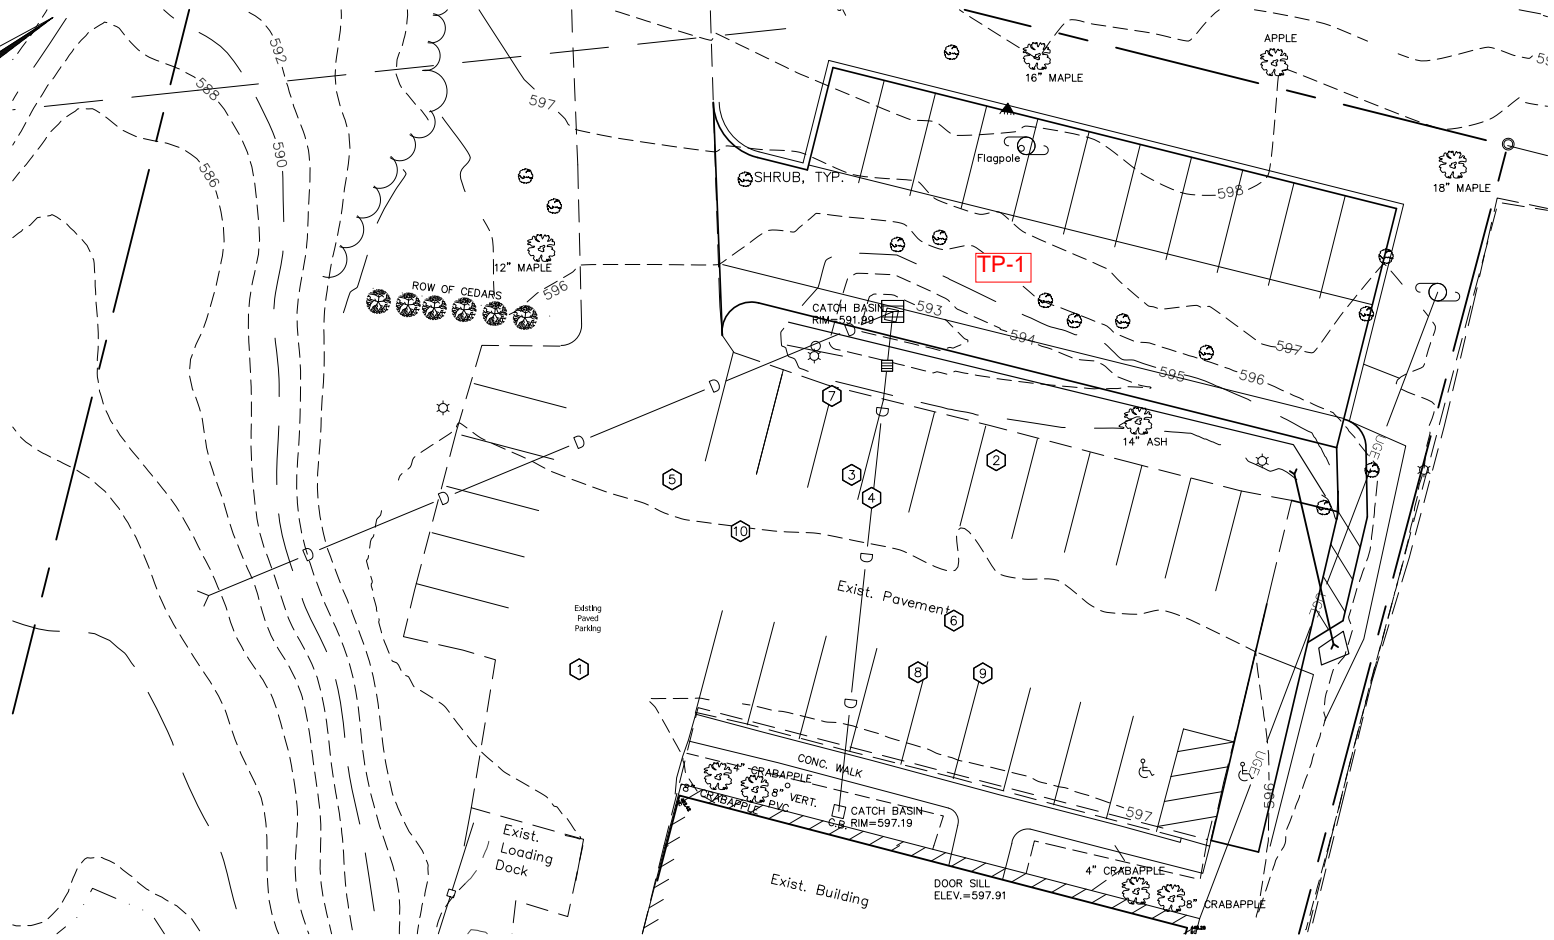 592
588
590
586
597
APPLE
16" MAPLE
Flagpole
SHRUB, TYP.
598
18" MAPLE
12" MAPLE
ROW OF CEDARS
596
TP-1
CATCH BASIN
RIM=591.99
593
594
595
596
597
14" ASH
UGE
7
2
3
4
5
10
Exist. Pavement
6
UGE
Existing
Paved
Parking
1
8
9
CONC. WALK
4" CRABAPPLE
8" CRABAPPLE
8" VERT.
PVC
CATCH BASIN
C.B. RIM=597.19
597
UGE
596
Exist.
Loading
Dock
Exist. Building
DOOR SILL
ELEV.=597.91
4" CRABAPPLE
8" CRABAPPLE